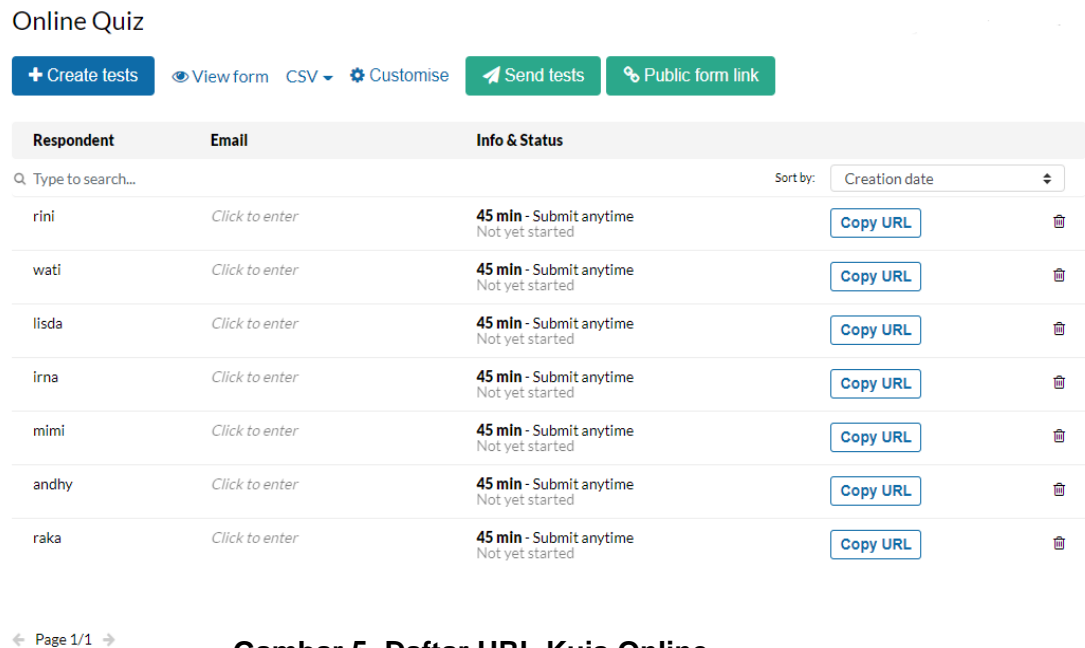 Online Quiz
Create tests View form CSV Customise Send tests Public form link
Respondent Email Info & Status
Type to search... Sort by: Creation date
rini Click to enter 45 min - Submit anytime Copy URL
Not yet started
wati Click to enter 45 min - Submit anytime Copy URL
Not yet started
lisda Click to enter 45 min - Submit anytime Copy URL
Not yet started
irna Click to enter 45 min - Submit anytime Copy URL
Not yet started
mimi Click to enter 45 min - Submit anytime Copy URL
Not yet started
andhy Click to enter 45 min - Submit anytime Copy URL
Not yet started
raka Click to enter 45 min - Submit anytime Copy URL
Not yet started
Page 1/1
Gambar 5. Daftar URL Kuis Online